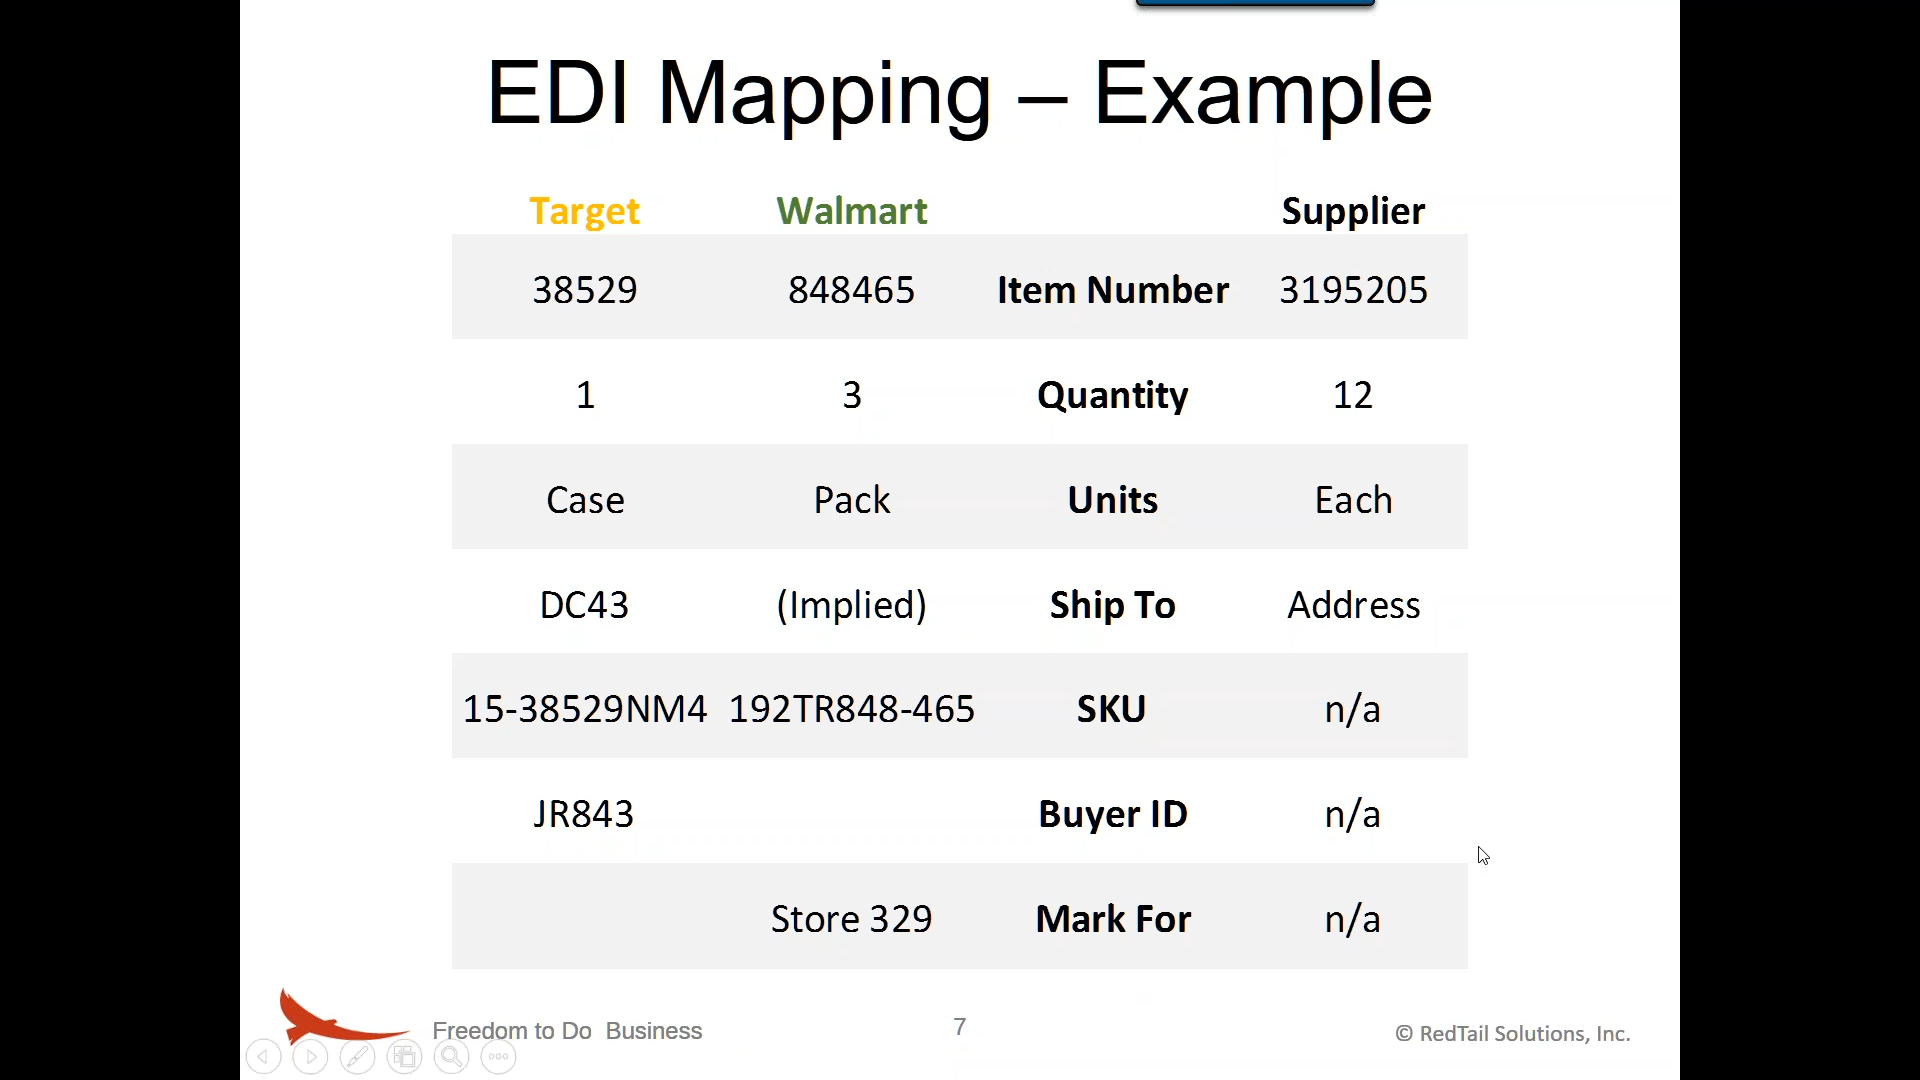 EDI Mapping – Example
Target Walmart Supplier
38529 848465 Item Number 3195205
1 3 Quantity 12
Case Pack Units Each
DC43 (Implied) Ship To Address
15-38529NM4 192TR848-465 SKU n/a
JR843 Buyer ID n/a
Store 329 Mark For n/a
Freedom to Do Business 7 © RedTail Solutions, Inc.